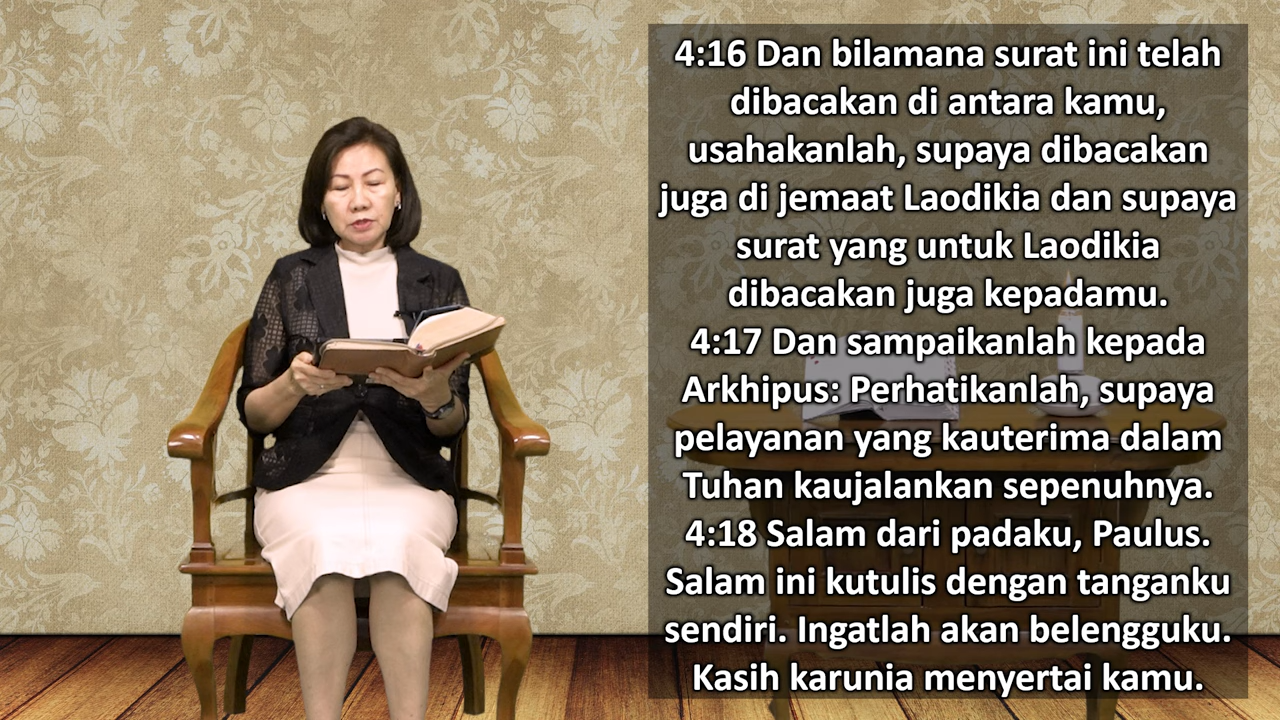 4:16 Dan bilamana surat ini telah
dibacakan di antara kamu,
usahakanlah, supaya dibacakan
juga di jemaat Laodikia dan supaya
surat yang untuk Laodikia
dibacakan juga kepadamu.
4:17 Dan sampaikanlah kepada
Arkhipus: Perhatikanlah, supaya
pelayanan yang kauterima dalam
Tuhan kaujalankan sepenuhnya.
4:18 Salam dari padaku, Paulus.
Salam ini kutulis dengan tanganku
sendiri. Ingatlah akan belengguku.
Kasih karunia menyertai kamu.